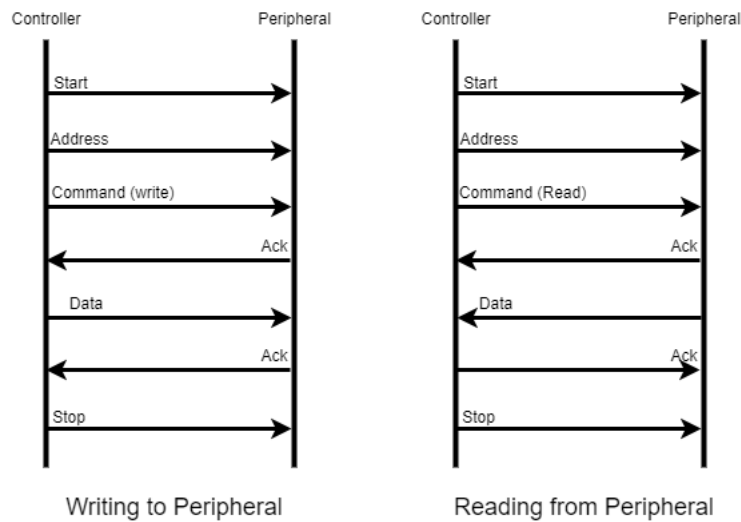 Controller Peripheral
Start
Address
Command (write)
Ack
Data
Ack
Stop
Writing to Peripheral
Controller Peripheral
Start
Address
Command (Read)
Ack
Data
Ack
Stop
Reading from Peripheral